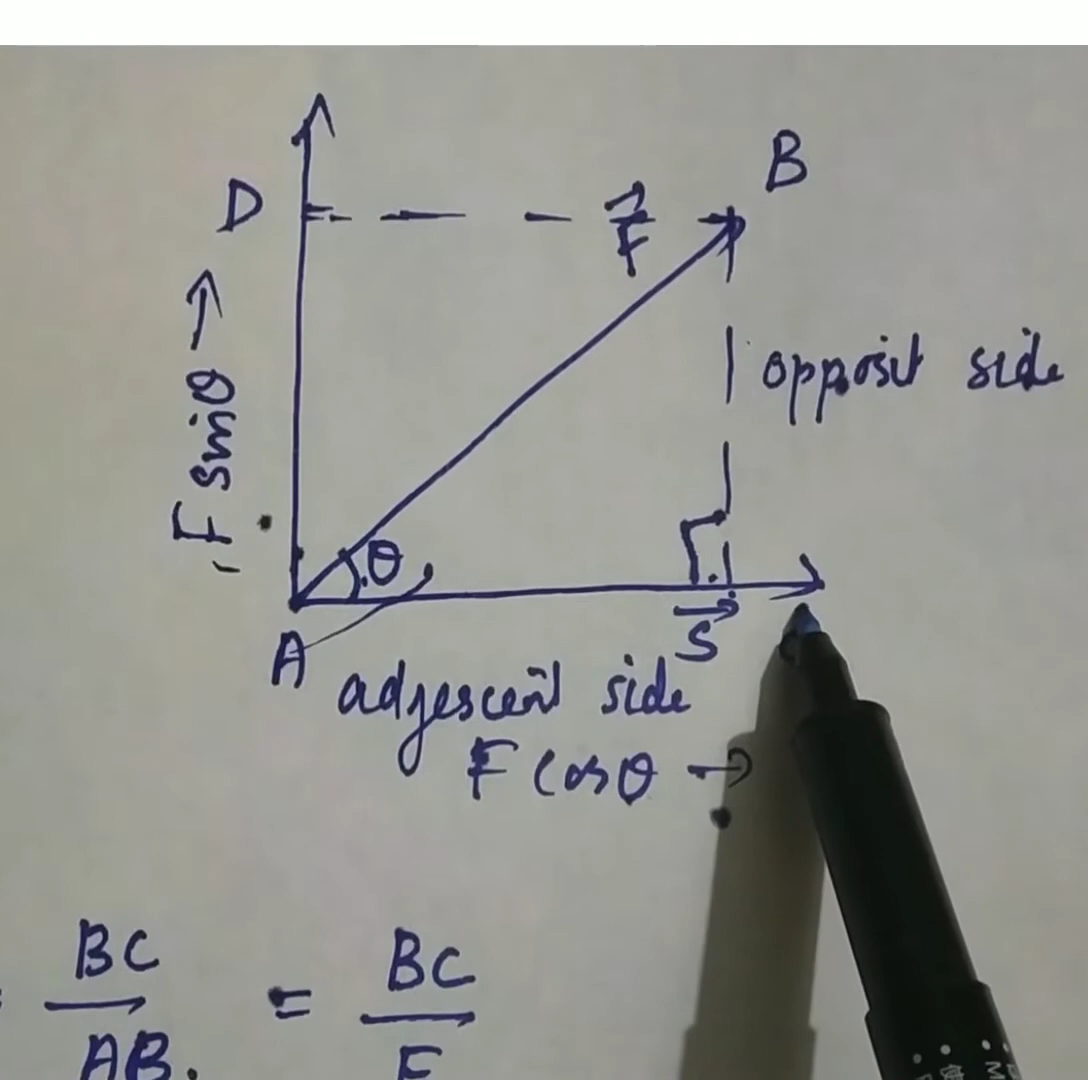 B
D
F
opposit side
F sinθ →
θ
A
S
adjescent side
F cosθ →
= BC / AB. = BC / F